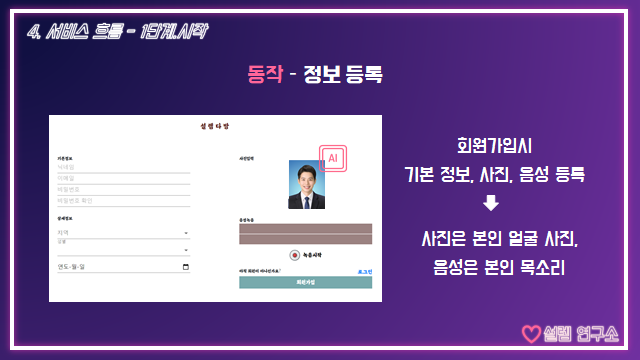 4. 서비스 흐름 - 1단계.시작
동작 - 정보 등록
설렘다방
기본정보
닉네임
이메일
비밀번호
비밀번호 확인
상세정보
지역
성별
연도-월-일
사진입력
AI
음성녹음
녹음시작
아직 회원이 아니신가요?
로그인
회원가입
회원가입시
기본 정보, 사진, 음성 등록
사진은 본인 얼굴 사진,
음성은 본인 목소리
설렘 연구소